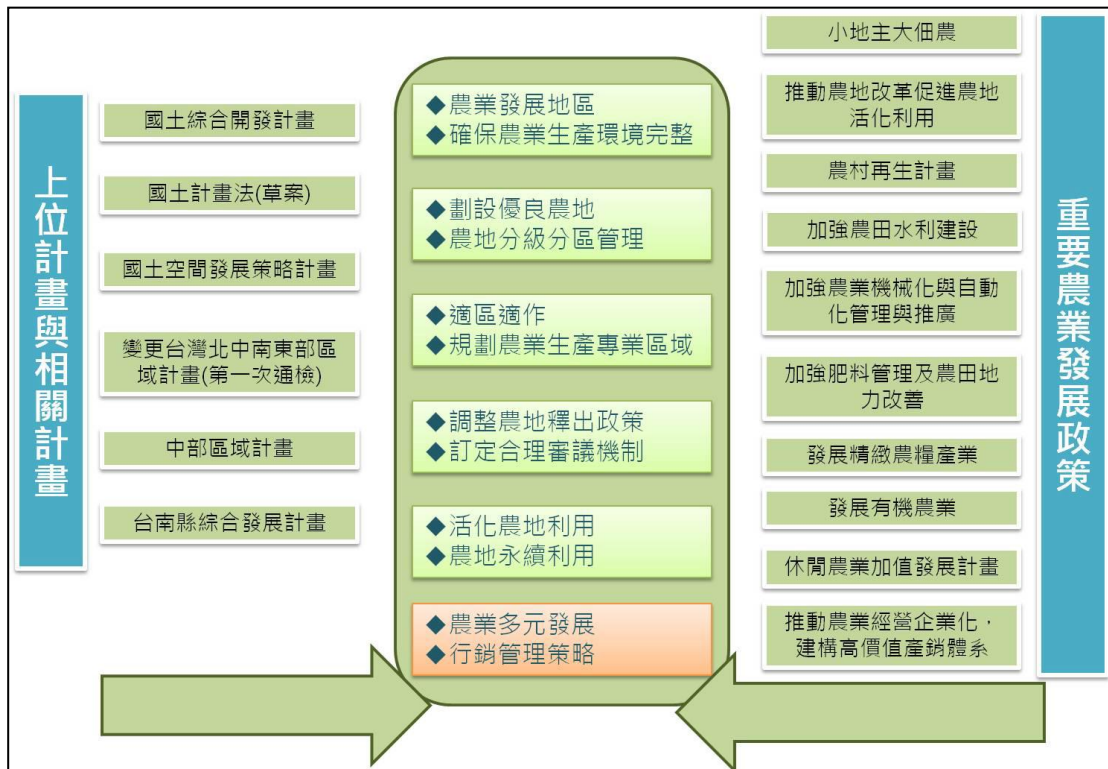 上位計畫與相關計畫
國土綜合開發計畫
國土計畫法(草案)
國土空間發展策略計畫
變更台灣北中南東部區
域計畫(第一次通檢)
中部區域計畫
台南縣綜合發展計畫
◆農業發展地區
◆確保農業生產環境完整
◆劃設優良農地
◆農地分級分區管理
◆適區適作
◆規劃農業生產專業區域
◆調整農地釋出政策
◆訂定合理審議機制
◆活化農地利用
◆農地永續利用
◆農業多元發展
◆行銷管理策略
小地主大佃農
推動農地改革促進農地
活化利用
農村再生計畫
加強農田水利建設
加強農業機械化與自動
化管理與推廣
加強肥料管理及農田地
力改善
發展精緻農糧產業
發展有機農業
休閒農業加值發展計畫
推動農業經營企業化，
建構高價值產銷體系
重要農業發展政策